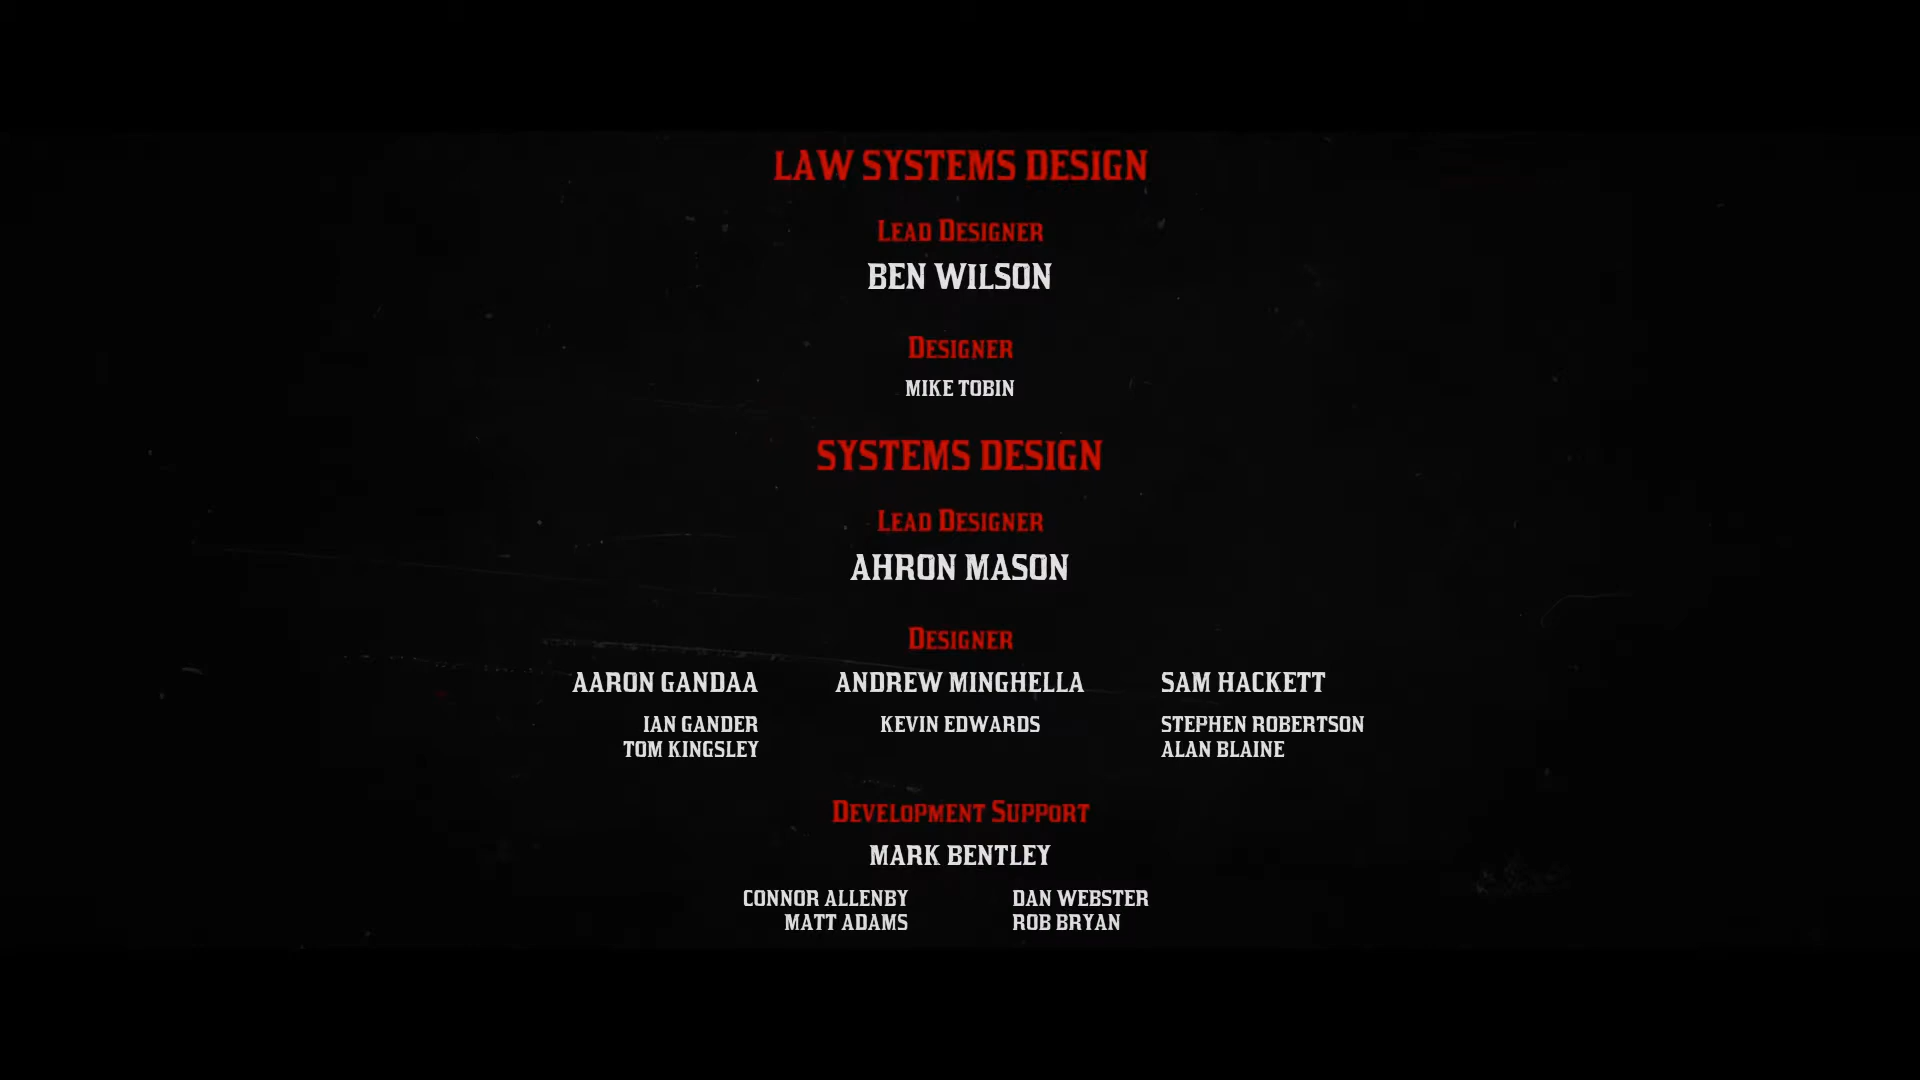 LAW SYSTEMS DESIGN
LEAD DESIGNER
BEN WILSON
DESIGNER
MIKE TOBIN
SYSTEMS DESIGN
LEAD DESIGNER
AHRON MASON
DESIGNER
AARON GANDAA ANDREW MINGHELLA SAM HACKETT
IAN GANDER KEVIN EDWARDS STEPHEN ROBERTSON
TOM KINGSLEY ALAN BLAINE
DEVELOPMENT SUPPORT
MARK BENTLEY
CONNOR ALLENBY DAN WEBSTER
MATT ADAMS ROB BRYAN